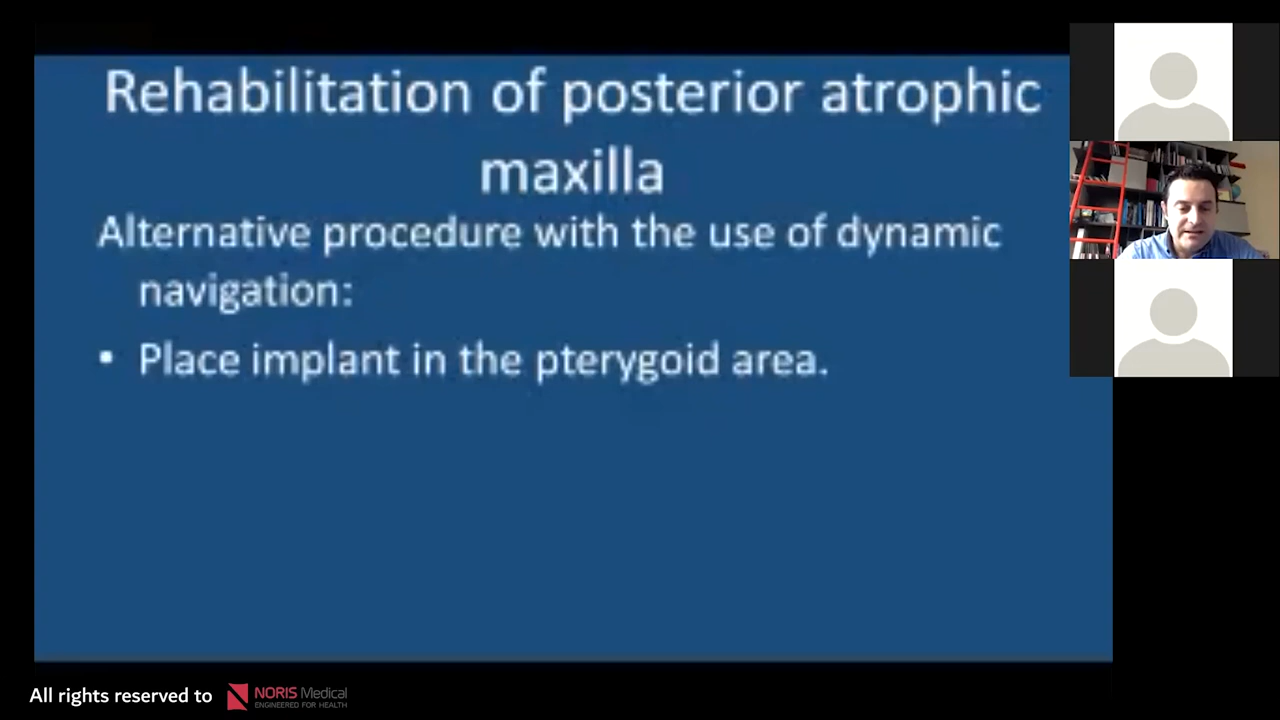 Rehabilitation of posterior atrophic
maxilla
Alternative procedure with the use of dynamic
navigation:
• Place implant in the pterygoid area.
All rights reserved to
NORIS Medical
ENGINEERED FOR HEALTH